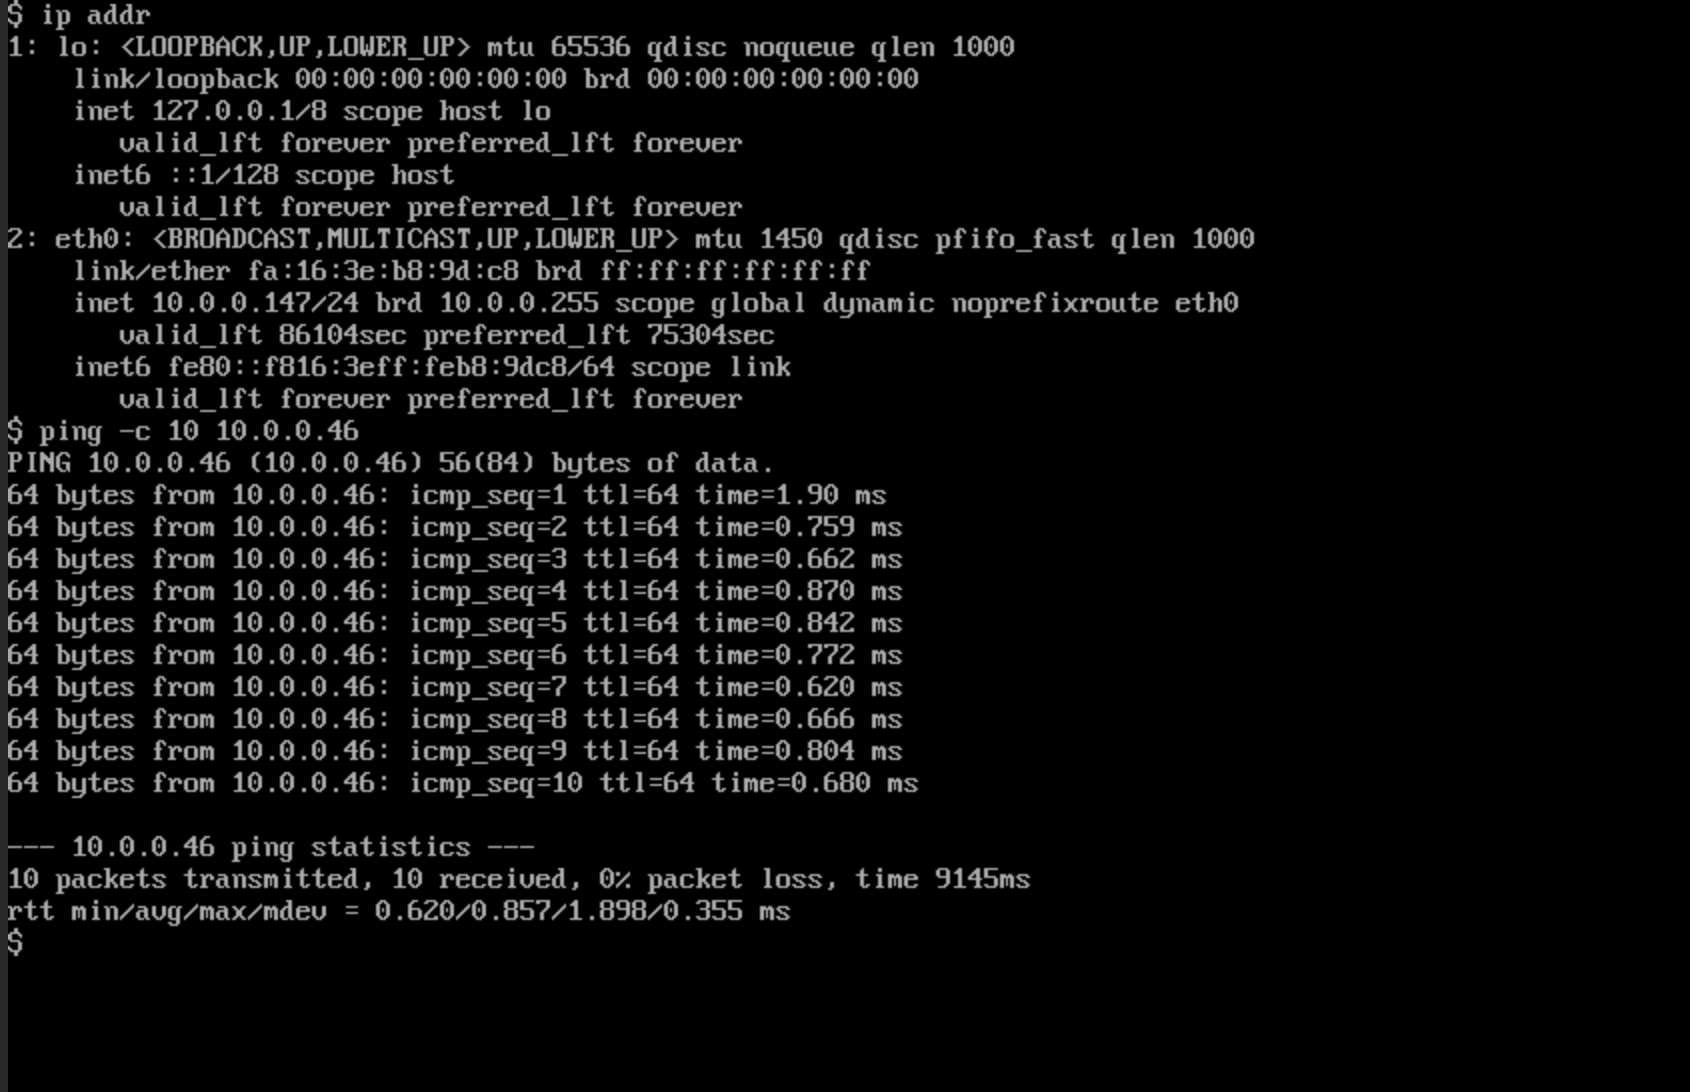 $ ip addr
1: lo: <LOOPBACK,UP,LOWER_UP> mtu 65536 qdisc noqueue qlen 1000
    link/loopback 00:00:00:00:00:00 brd 00:00:00:00:00:00
    inet 127.0.0.1/8 scope host lo
       valid_lft forever preferred_lft forever
    inet6 ::1/128 scope host
       valid_lft forever preferred_lft forever
2: eth0: <BROADCAST,MULTICAST,UP,LOWER_UP> mtu 1450 qdisc pfifo_fast qlen 1000
    link/ether fa:16:3e:b8:9d:c8 brd ff:ff:ff:ff:ff:ff
    inet 10.0.0.147/24 brd 10.0.0.255 scope global dynamic noprefixroute eth0
       valid_lft 86104sec preferred_lft 75304sec
    inet6 fe80::f816:3eff:feb8:9dc8/64 scope link
       valid_lft forever preferred_lft forever
$ ping -c 10 10.0.0.46
PING 10.0.0.46 (10.0.0.46) 56(84) bytes of data.
64 bytes from 10.0.0.46: icmp_seq=1 ttl=64 time=1.90 ms
64 bytes from 10.0.0.46: icmp_seq=2 ttl=64 time=0.759 ms
64 bytes from 10.0.0.46: icmp_seq=3 ttl=64 time=0.662 ms
64 bytes from 10.0.0.46: icmp_seq=4 ttl=64 time=0.870 ms
64 bytes from 10.0.0.46: icmp_seq=5 ttl=64 time=0.842 ms
64 bytes from 10.0.0.46: icmp_seq=6 ttl=64 time=0.772 ms
64 bytes from 10.0.0.46: icmp_seq=7 ttl=64 time=0.620 ms
64 bytes from 10.0.0.46: icmp_seq=8 ttl=64 time=0.666 ms
64 bytes from 10.0.0.46: icmp_seq=9 ttl=64 time=0.804 ms
64 bytes from 10.0.0.46: icmp_seq=10 ttl=64 time=0.680 ms

--- 10.0.0.46 ping statistics ---
10 packets transmitted, 10 received, 0% packet loss, time 9145ms
rtt min/avg/max/mdev = 0.620/0.857/1.898/0.355 ms
$